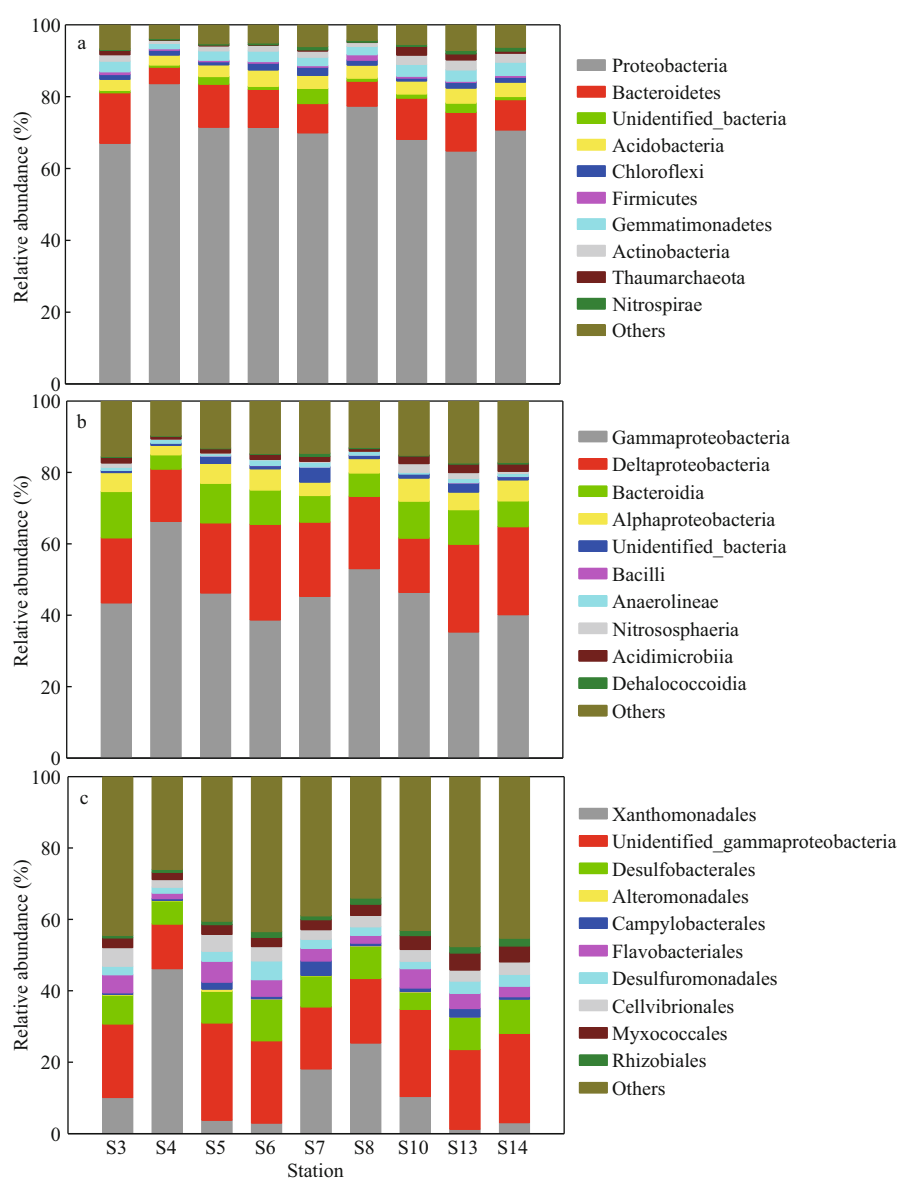 a
100
80
60
40
20
0
Relative abundance (%)
Proteobacteria
Bacteroidetes
Unidentified_bacteria
Acidobacteria
Chloroflexi
Firmicutes
Gemmatimonadetes
Actinobacteria
Thaumarchaeota
Nitrospirae
Others
b
100
80
60
40
20
0
Relative abundance (%)
Gammaproteobacteria
Deltaproteobacteria
Bacteroidia
Alphaproteobacteria
Unidentified_bacteria
Bacilli
Anaerolineae
Nitrososphaeria
Acidimicrobiia
Dehalococcoidia
Others
c
100
80
60
40
20
0
Relative abundance (%)
Xanthomonadales
Unidentified_gammaproteobacteria
Desulfobacterales
Alteromonadales
Campylobacterales
Flavobacteriales
Desulfuromonadales
Cellvibrionales
Myxococcales
Rhizobiales
Others
S3 S4 S5 S6 S7 S8 S10 S13 S14
Station